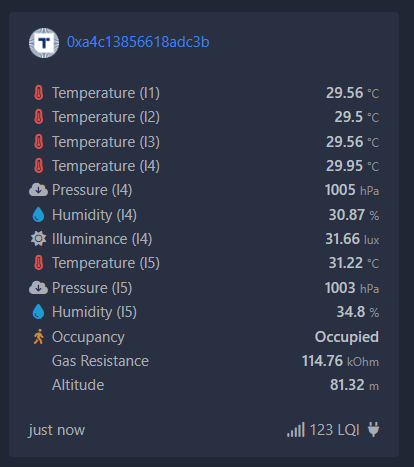 T 0xa4c13856618adc3b
Temperature (l1) 29.56 °C
Temperature (l2) 29.5 °C
Temperature (l3) 29.56 °C
Temperature (l4) 29.95 °C
Pressure (l4) 1005 hPa
Humidity (l4) 30.87 %
Illuminance (l4) 31.66 lux
Temperature (l5) 31.22 °C
Pressure (l5) 1003 hPa
Humidity (l5) 34.8 %
Occupancy Occupied
Gas Resistance 114.76 kOhm
Altitude 81.32 m
just now 123 LQI